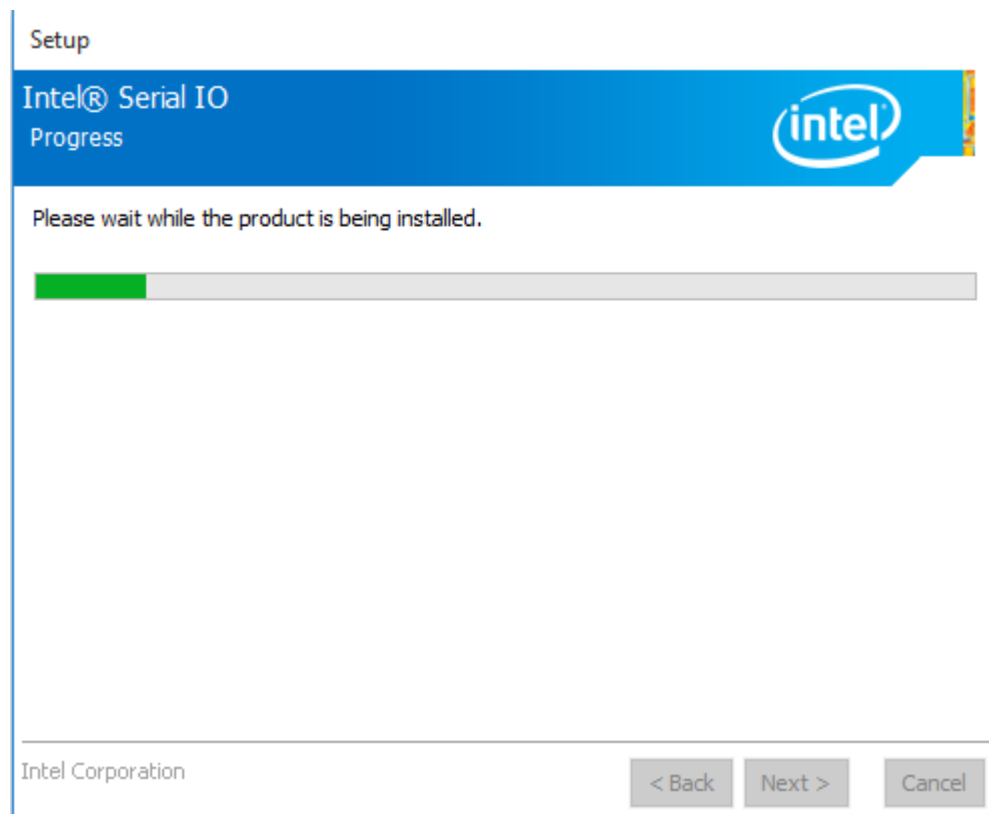 Setup
Intel® Serial IO
Progress
intel
Please wait while the product is being installed.
Intel Corporation
< Back
Next >
Cancel